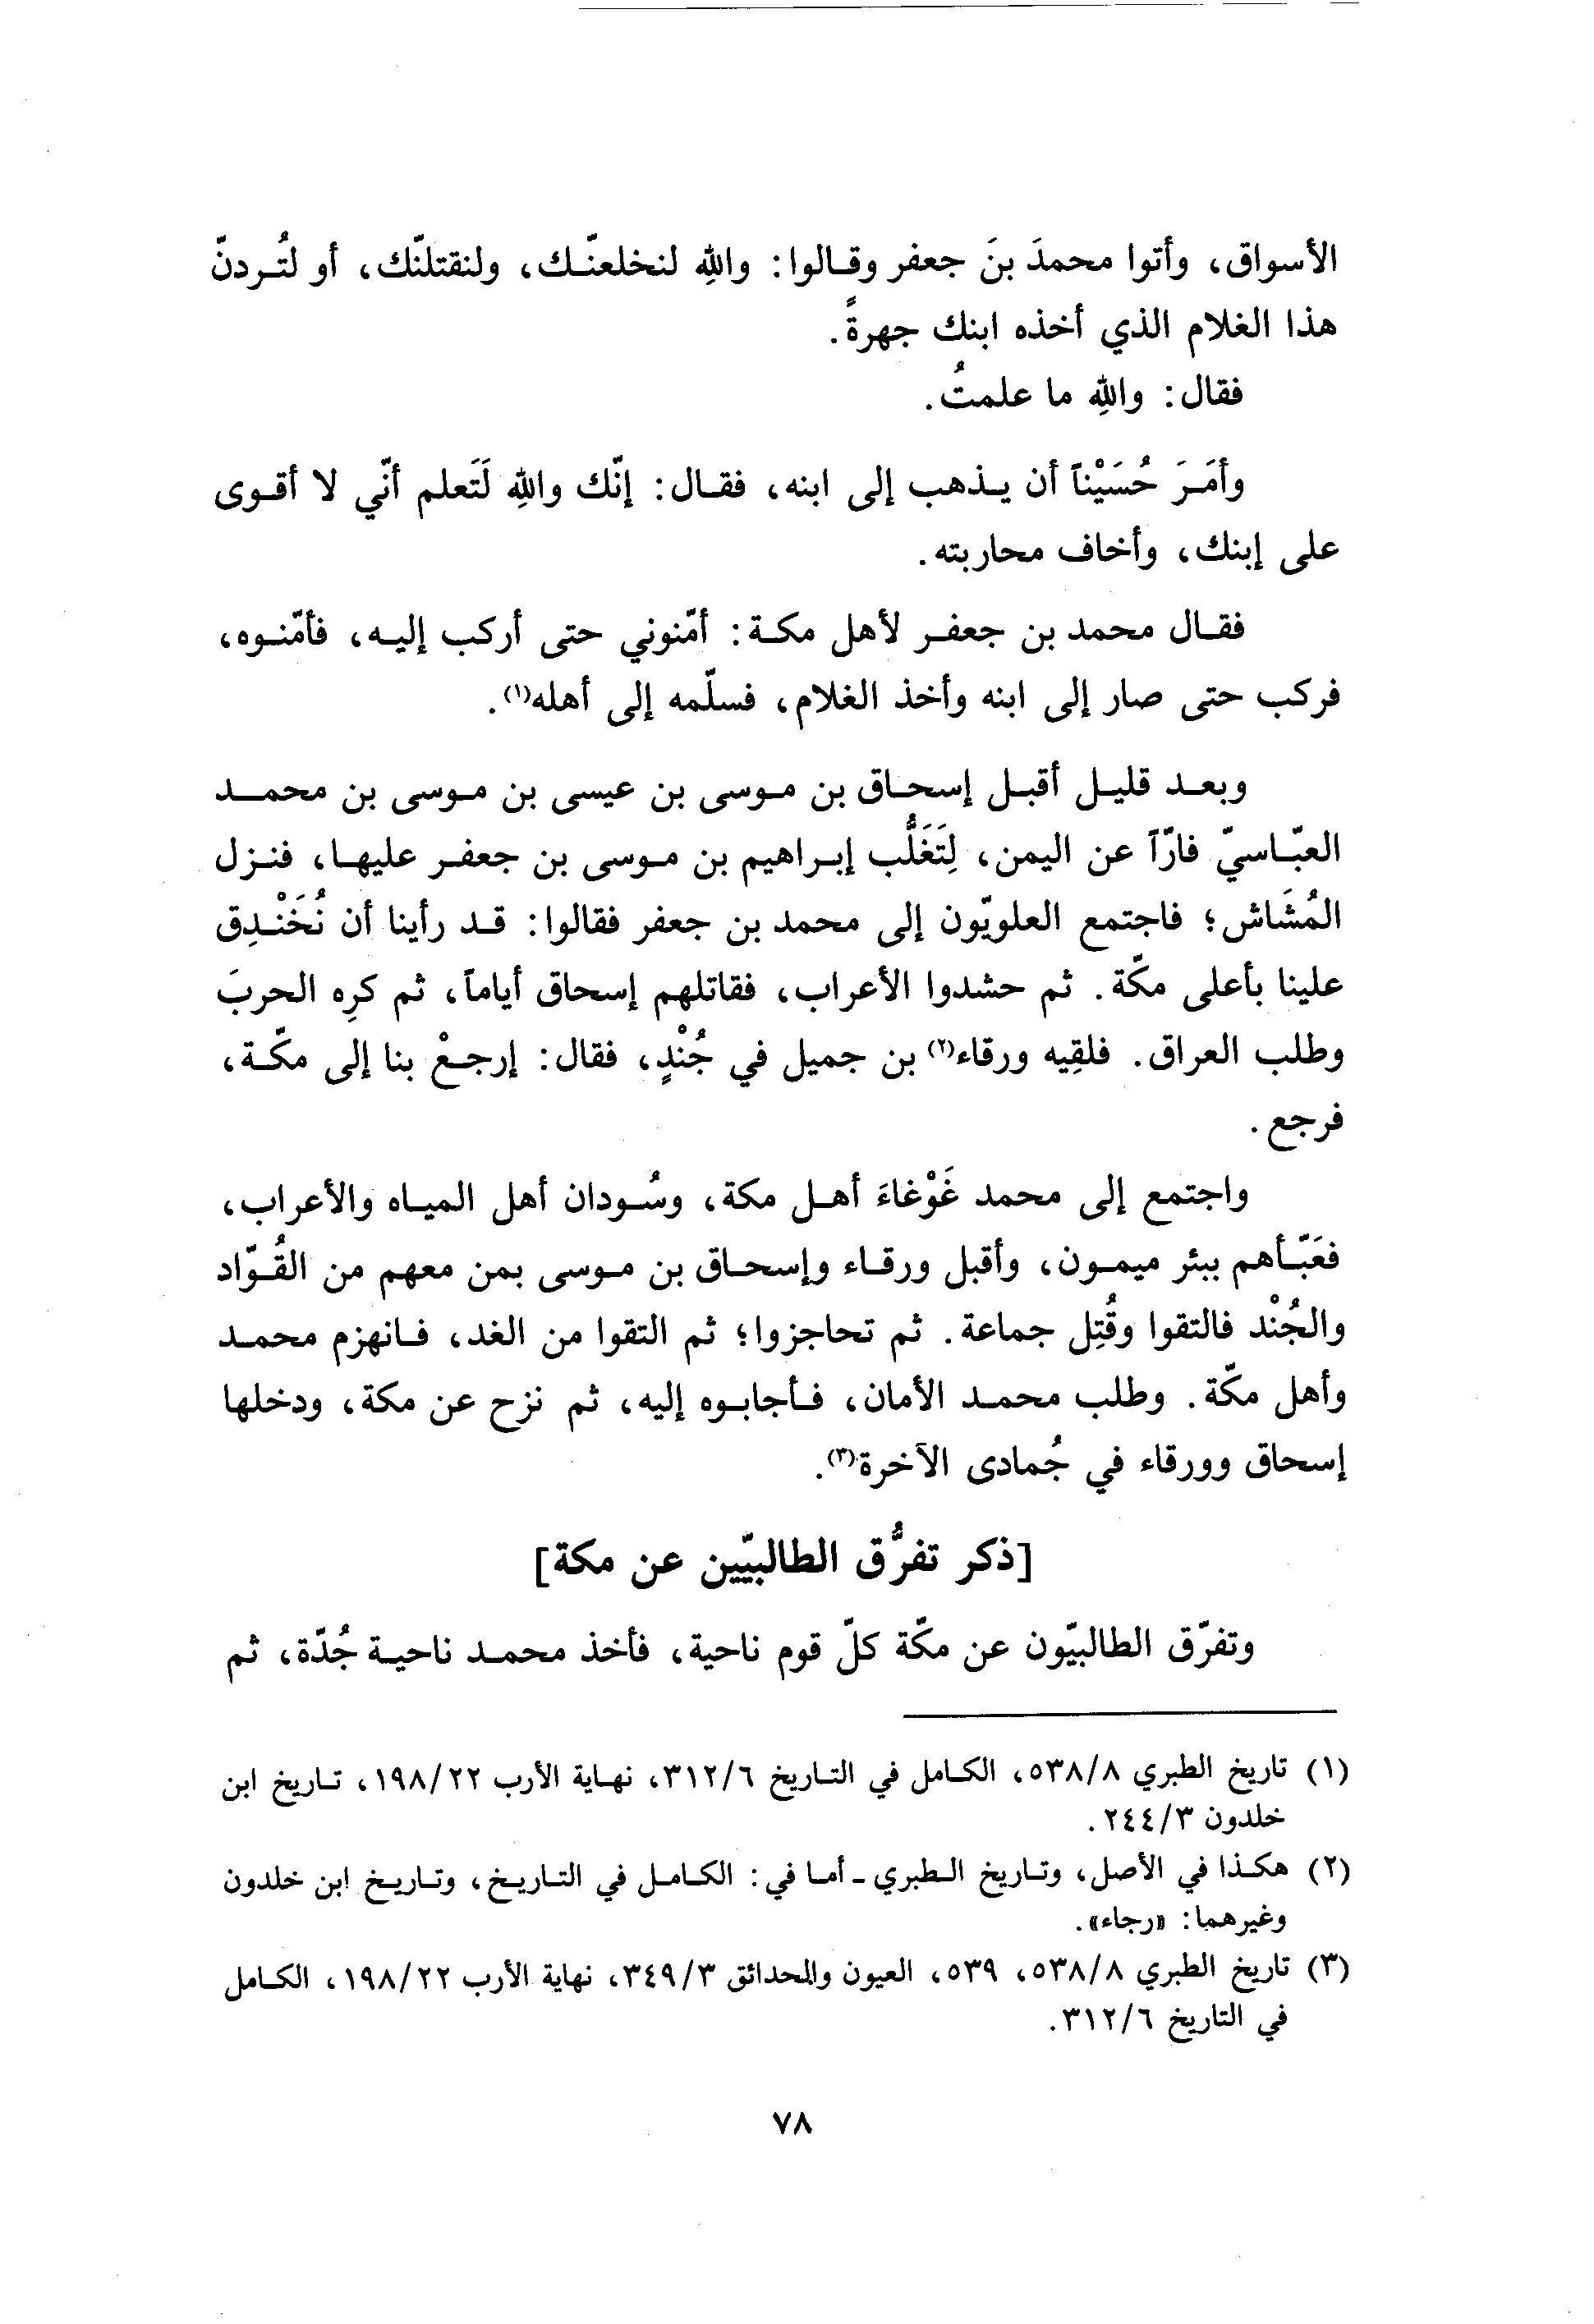 الأسواق، وأتوا محمدَ بنَ جعفر وقالوا: واللهِ لنخلعنّك، ولنقتلنّك، أو لتُردنّ
هذا الغلام الذي أخذه ابنك جهرةً.
فقال: واللهِ ما علمتُ.
وأمَرَ حُسَيْناً أن يذهب إلى ابنه، فقال: إنّك واللهِ لَتَعلم أنّي لا أقوى
على إبنك، وأخاف محاربته.
فقال محمد بن جعفر لأهل مكة: أمّنوني حتى أركب إليه، فأمّنوه،
فركب حتى صار إلى ابنه وأخذ الغلام، فسلّمه إلى أهله(١).
وبعد قليل أقبل إسحاق بن موسى بن عيسى بن موسى بن محمد
العبّاسيّ فارّاً عن اليمن، لِتَغَلُّب إبراهيم بن موسى بن جعفر عليها، فنزل
المُشَاش؛ فاجتمع العلويّون إلى محمد بن جعفر فقالوا: قد رأينا أن نُخَنْدِق
علينا بأعلى مكّة. ثم حشدوا الأعراب، فقاتلهم إسحاق أياماً، ثم كرِه الحربَ
وطلب العراق. فلقِيه ورقاء(٢) بن جميل في جُنْدٍ، فقال: إرجعْ بنا إلى مكّة،
فرجع.
واجتمع إلى محمد غَوْغاءَ أهل مكة، وسُودان أهل المياه والأعراب،
فعَبّأهم ببئر ميمون، وأقبل ورقاء وإسحاق بن موسى بمن معهم من القُوّاد
والجُنْد فالتقوا وقُتِل جماعة. ثم تحاجزوا؛ ثم التقوا من الغد، فانهزم محمد
وأهل مكّة. وطلب محمد الأمان، فأجابوه إليه، ثم نزح عن مكة، ودخلها
إسحاق وورقاء في جُمادى الآخرة(٣).
[ذكر تفرُّق الطالبيّين عن مكة]
وتفرّق الطالبيّون عن مكّة كلّ قوم ناحية، فأخذ محمد ناحية جُدّة، ثم
(١) تاريخ الطبري ٥٣٨/٨، الكامل في التاريخ ٣١٢/٦، نهاية الأرب ١٩٨/٢٢، تاريخ ابن
خلدون ٢٤٤/٣.
(٢) هكذا في الأصل، وتاريخ الطبري - أما في: الكامل في التاريخ، وتاريخ ابن خلدون
وغيرهما: «رجاء».
(٣) تاريخ الطبري ٥٣٨/٨، ٥٣٩، العيون والحدائق ٣٤٩/٣، نهاية الأرب ١٩٨/٢٢، الكامل
في التاريخ ٣١٢/٦.
٧٨